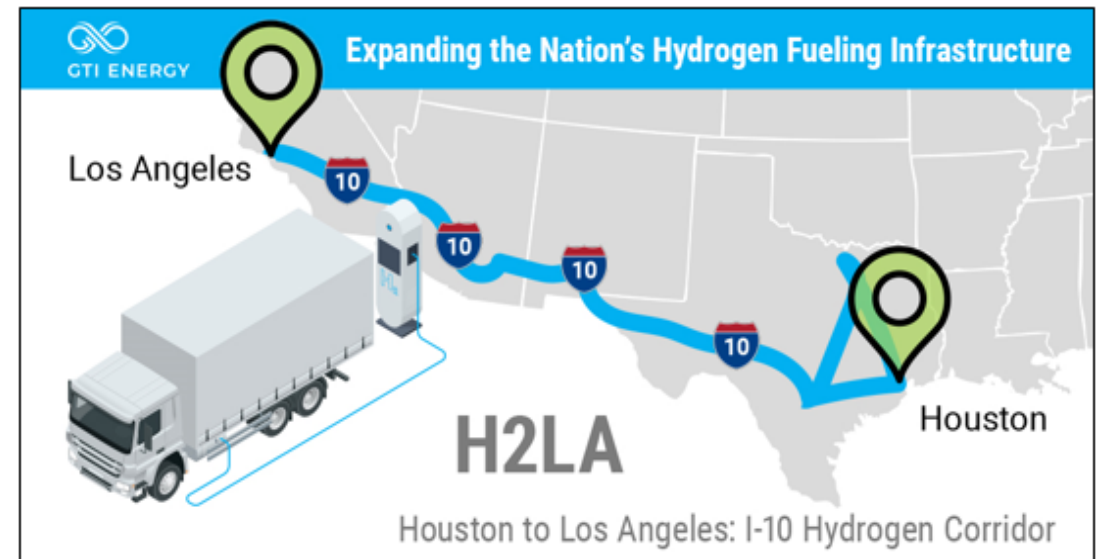 GTI ENERGY
Expanding the Nation's Hydrogen Fueling Infrastructure
Los Angeles
10
10
10
10
Houston
H2LA
Houston to Los Angeles: I-10 Hydrogen Corridor